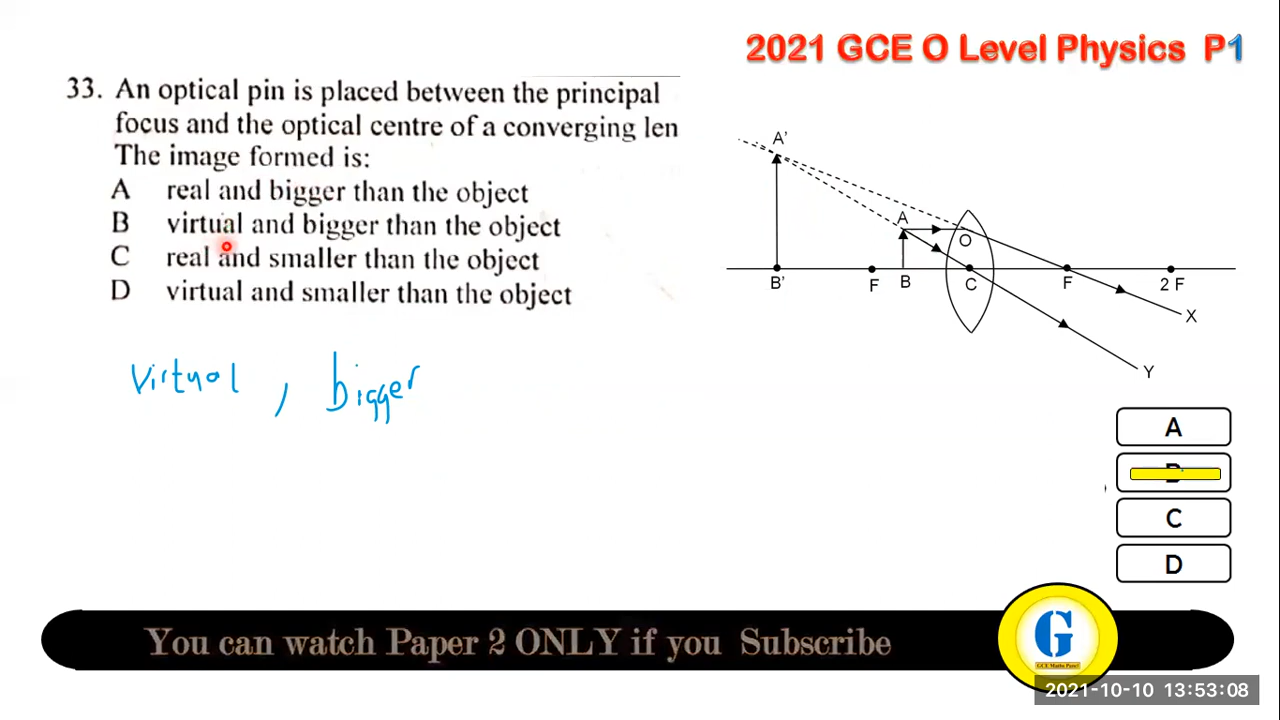 2021 GCE O Level Physics P1
33. An optical pin is placed between the principal
focus and the optical centre of a converging len
The image formed is:
A real and bigger than the object
B virtual and bigger than the object
C real and smaller than the object
D virtual and smaller than the object
virtual , bigger
A'
A
O
B' F B C F 2 F
X
Y
A
B
C
D
You can watch Paper 2 ONLY if you Subscribe
G
GCE Maths Pam1
2021-10-10 13:53:08